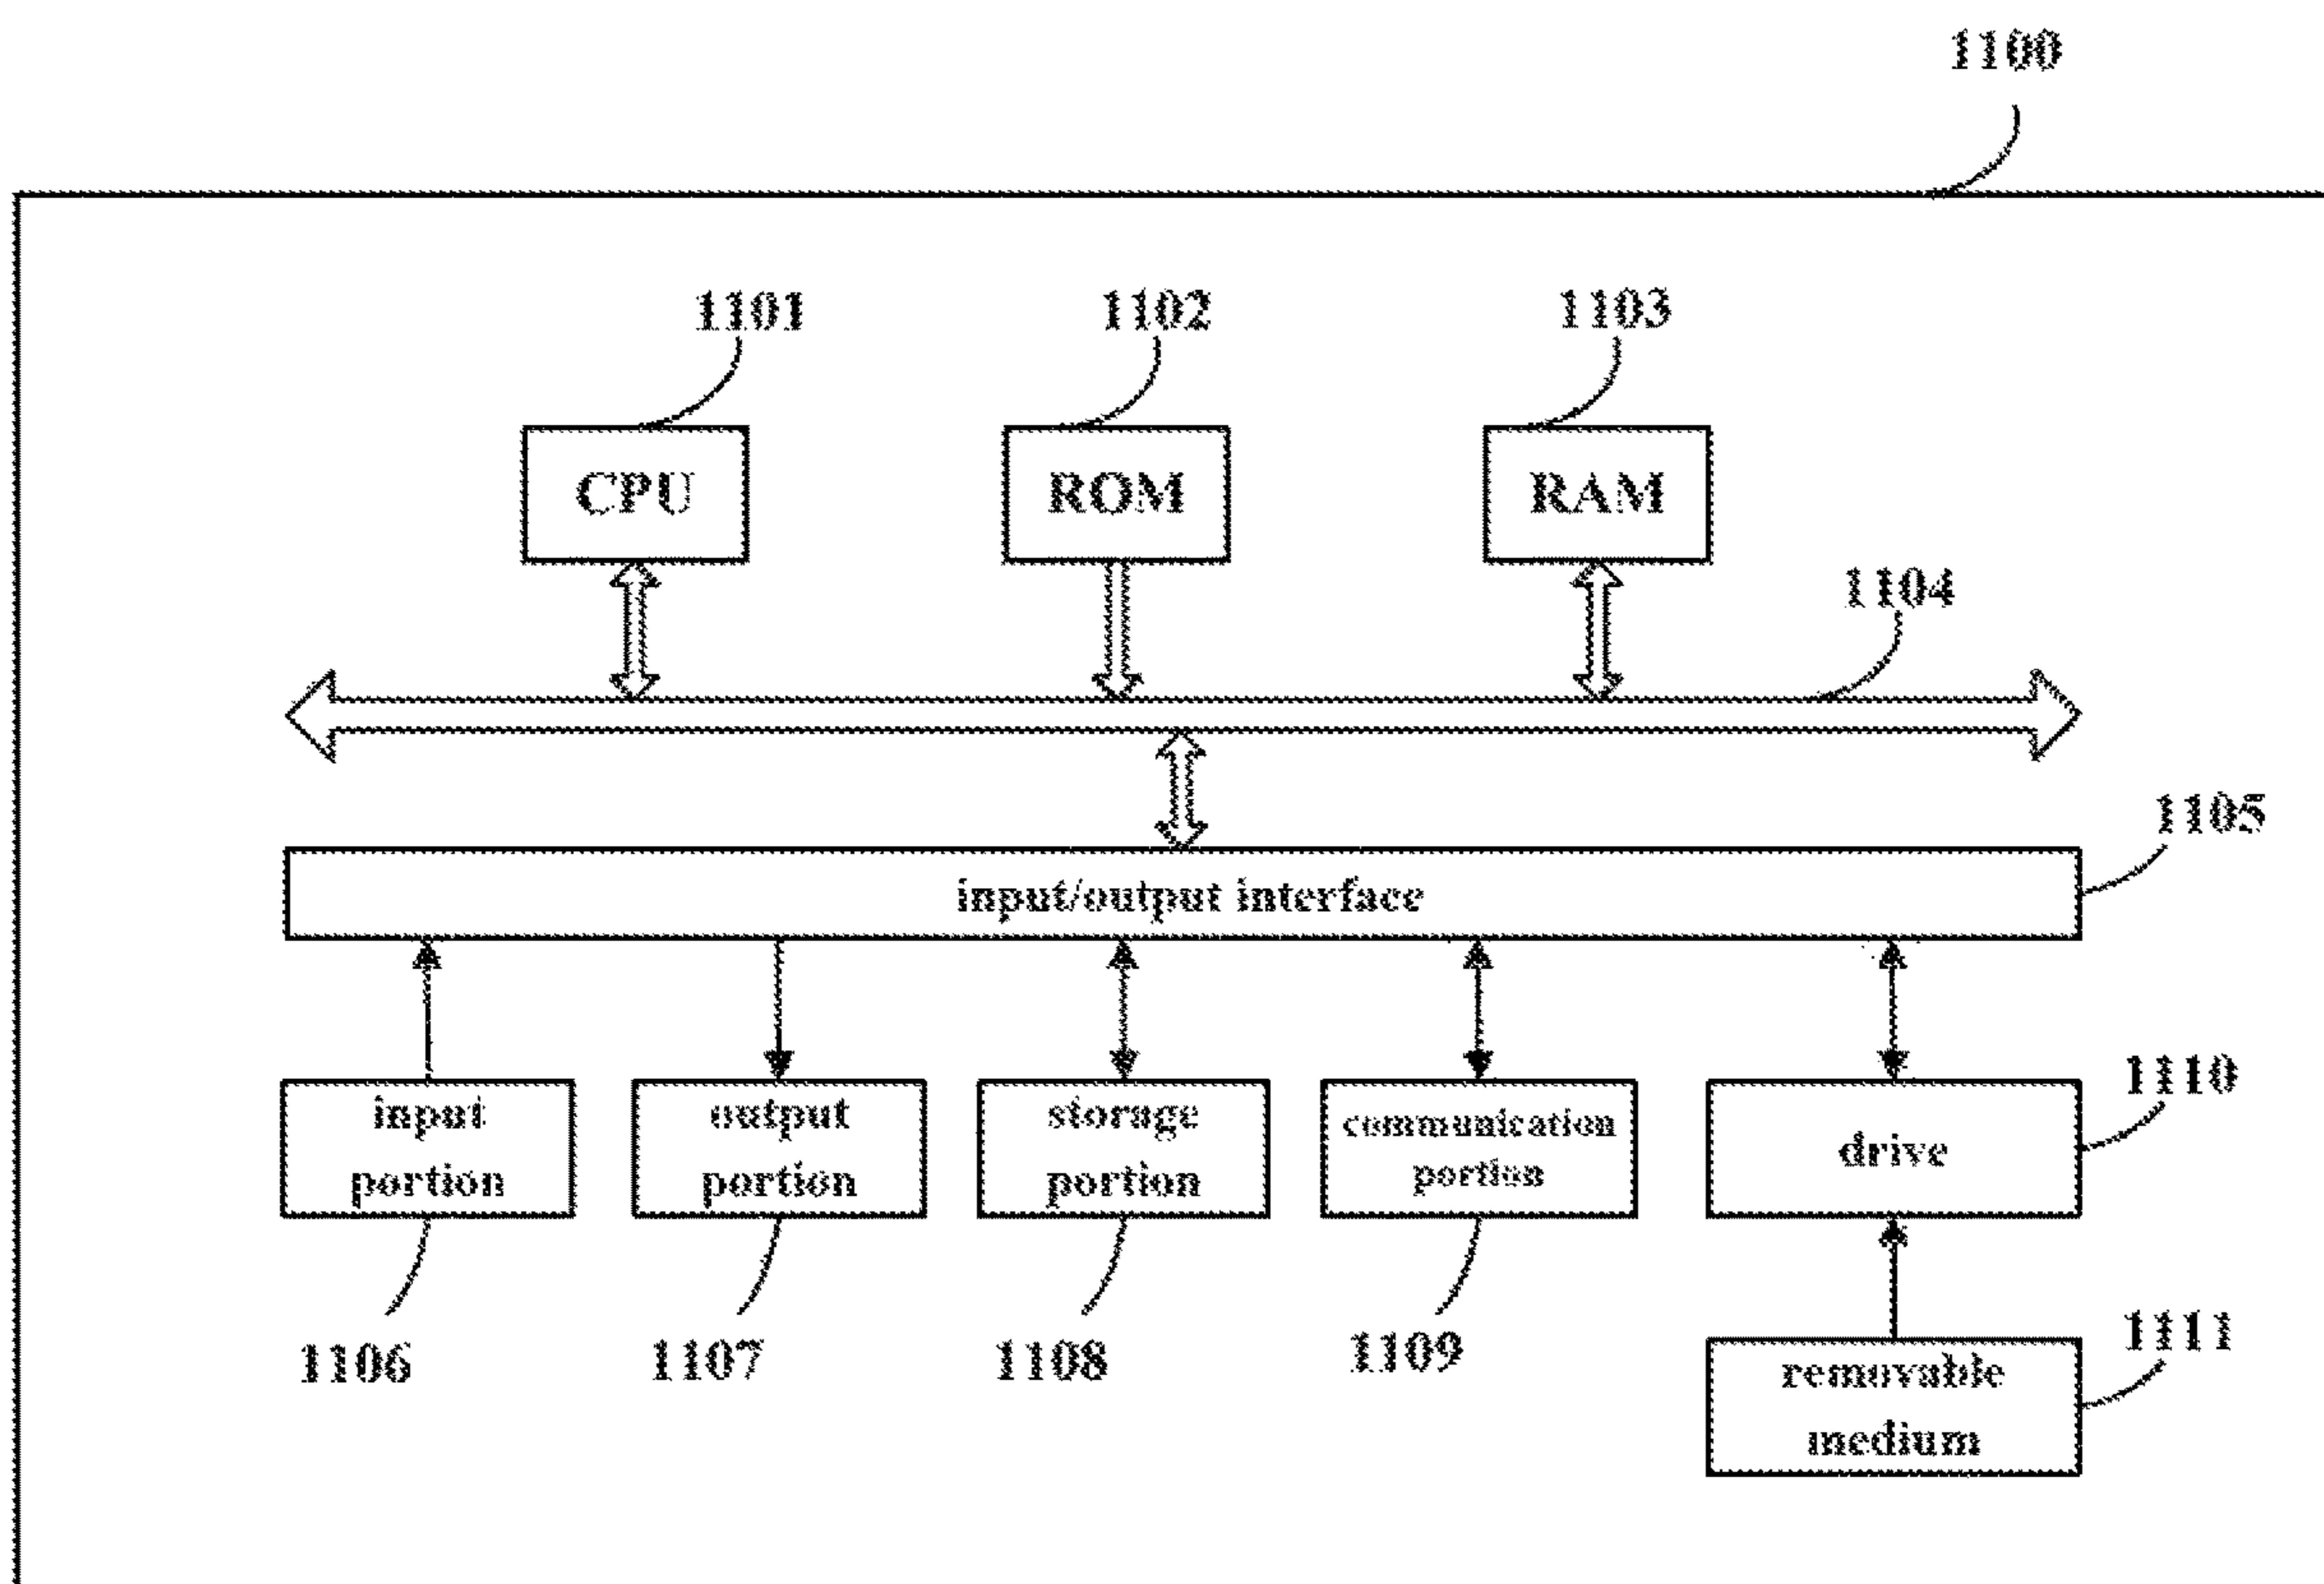 1100
1101
1102
1103
CPU
ROM
RAM
1104
1105
input/output interface
input
portion
output
portion
storage
portion
communication
portion
drive
1110
1106
1107
1108
1109
removable
medium
1111